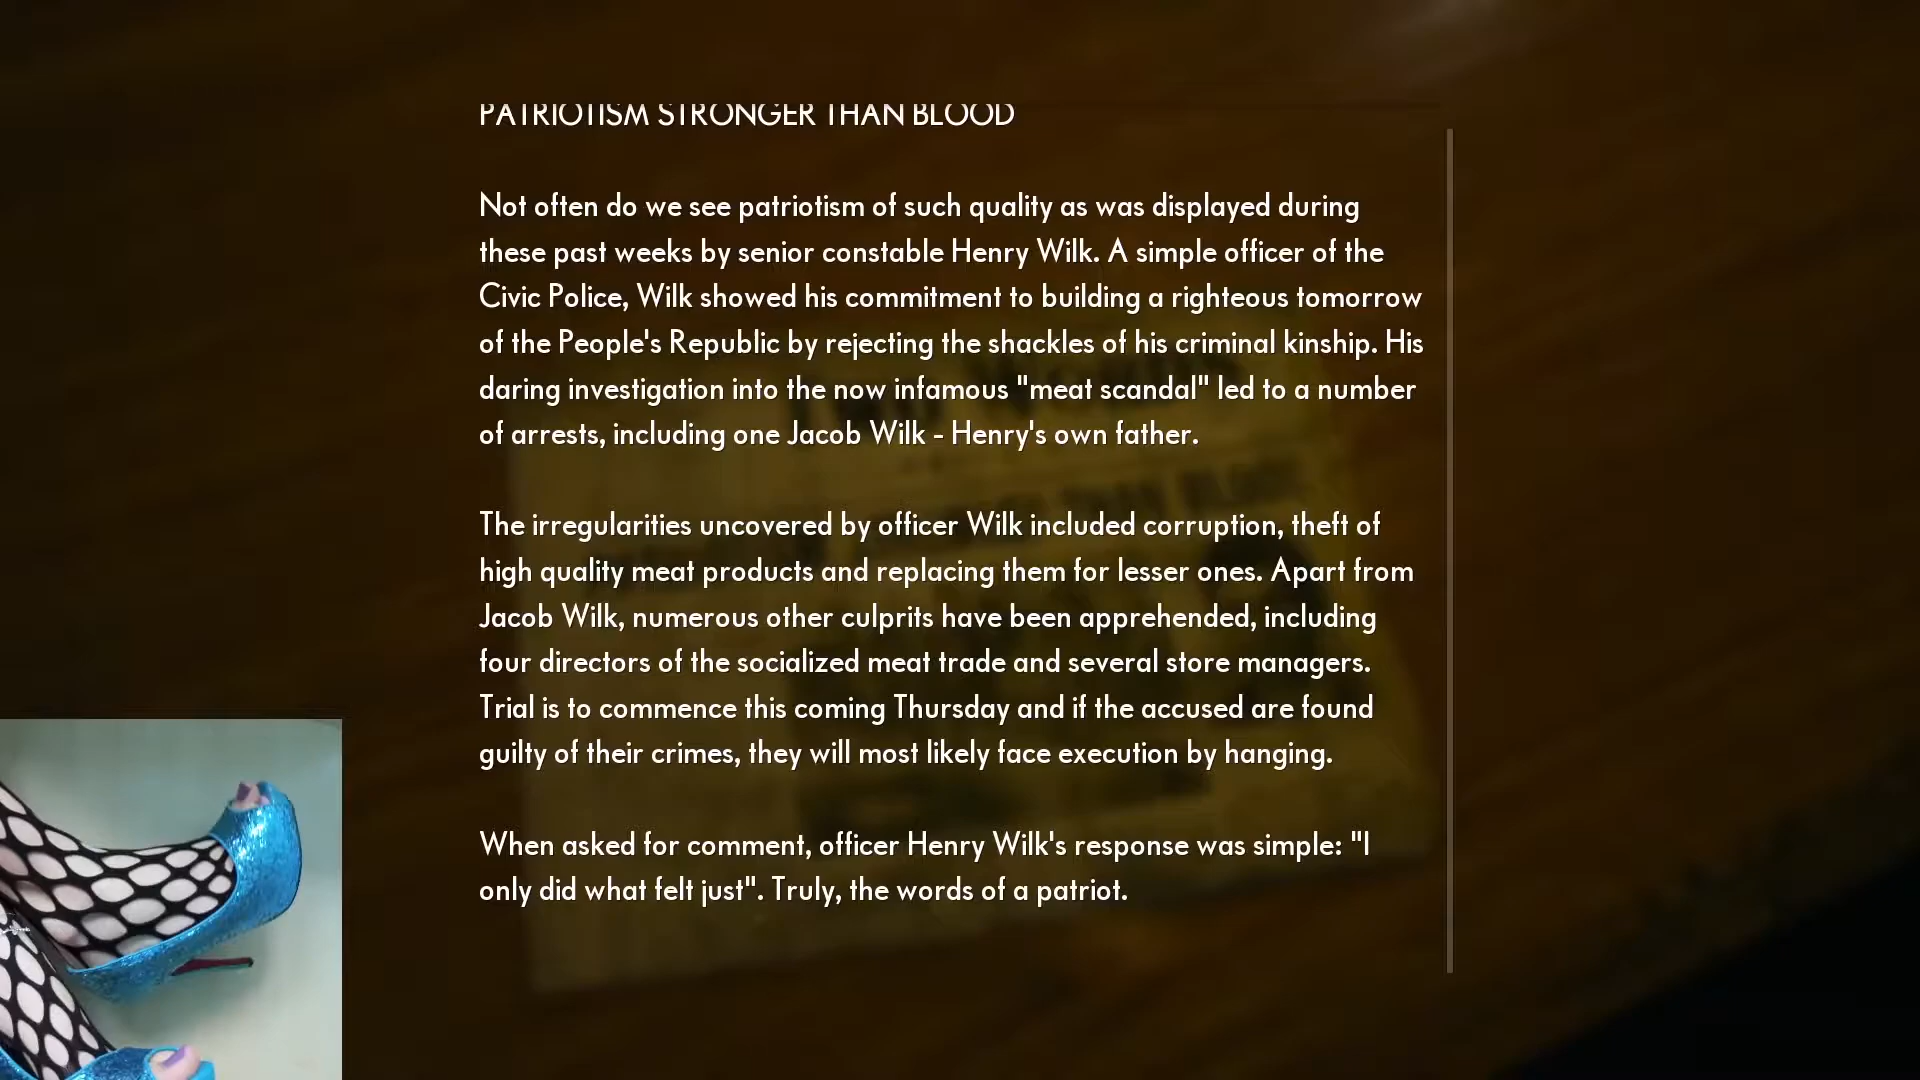 PATRIOTISM STRONGER THAN BLOOD
Not often do we see patriotism of such quality as was displayed during
these past weeks by senior constable Henry Wilk. A simple officer of the
Civic Police, Wilk showed his commitment to building a righteous tomorrow
of the People's Republic by rejecting the shackles of his criminal kinship. His
daring investigation into the now infamous "meat scandal" led to a number
of arrests, including one Jacob Wilk - Henry's own father.
The irregularities uncovered by officer Wilk included corruption, theft of
high quality meat products and replacing them for lesser ones. Apart from
Jacob Wilk, numerous other culprits have been apprehended, including
four directors of the socialized meat trade and several store managers.
Trial is to commence this coming Thursday and if the accused are found
guilty of their crimes, they will most likely face execution by hanging.
When asked for comment, officer Henry Wilk's response was simple: "I
only did what felt just". Truly, the words of a patriot.